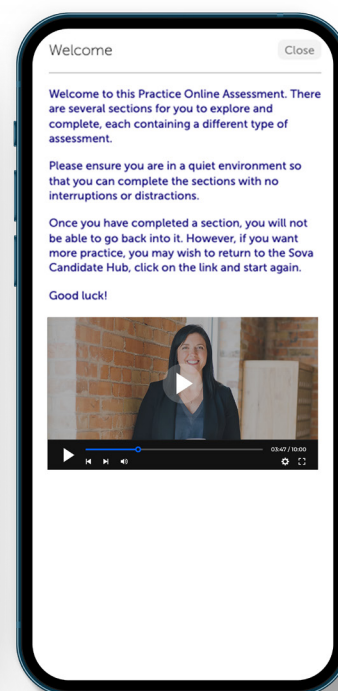 Welcome
Close
Welcome to this Practice Online Assessment. There
are several sections for you to explore and
complete, each containing a different type of
assessment.
Please ensure you are in a quiet environment so
that you can complete the sections with no
interruptions or distractions.
Once you have completed a section, you will not
be able to go back into it. However, if you want
more practice, you may wish to return to the Sova
Candidate Hub, click on the link and start again.
Good luck!
03:47 / 10:00